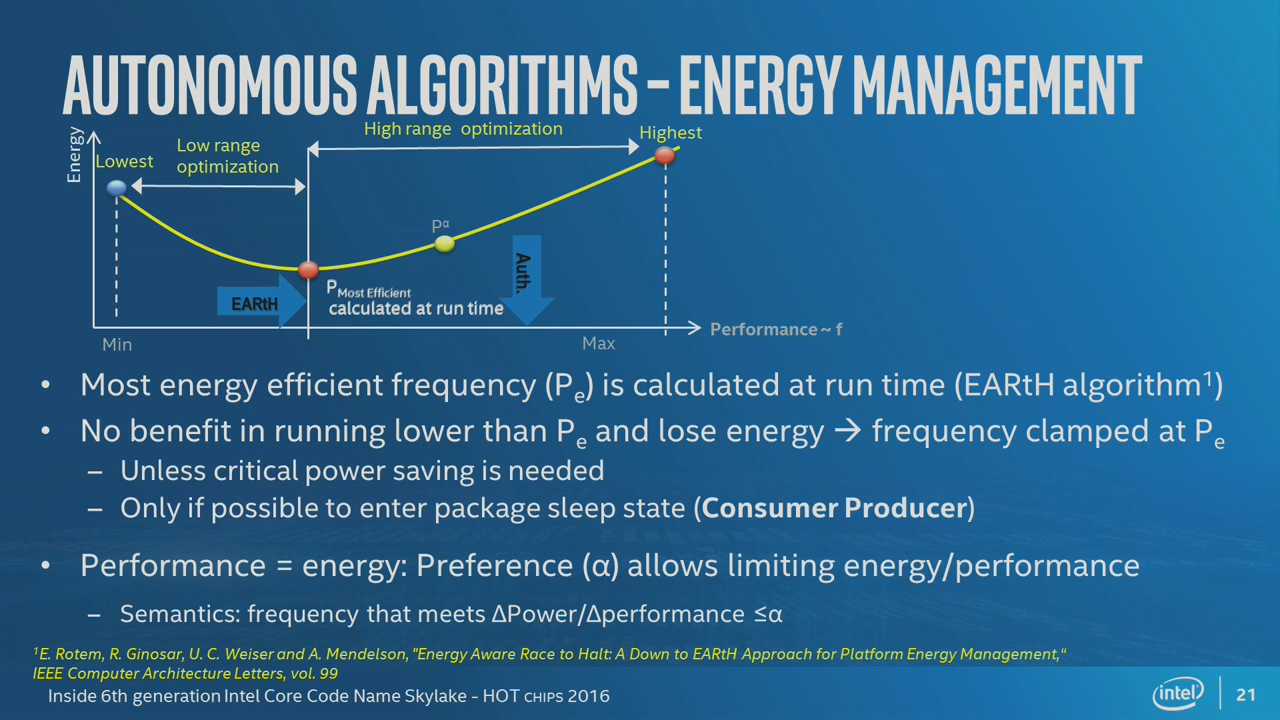 AUTONOMOUS ALGORITHMS – ENERGY MANAGEMENT
Energy
Lowest
Low range
optimization
High range optimization
Highest
Pα
EARtH
PMost Efficient
calculated at run time
Auth.
Performance ~ f
Min
Max
• Most energy efficient frequency (Pe) is calculated at run time (EARtH algorithm1)
• No benefit in running lower than Pe and lose energy → frequency clamped at Pe
– Unless critical power saving is needed
– Only if possible to enter package sleep state (Consumer Producer)
• Performance = energy: Preference (α) allows limiting energy/performance
– Semantics: frequency that meets ΔPower/Δperformance ≤α
1E. Rotem, R. Ginosar, U. C. Weiser and A. Mendelson, "Energy Aware Race to Halt: A Down to EARtH Approach for Platform Energy Management,“
IEEE Computer Architecture Letters, vol. 99
Inside 6th generation Intel Core Code Name Skylake - HOT CHIPS 2016
intel
21